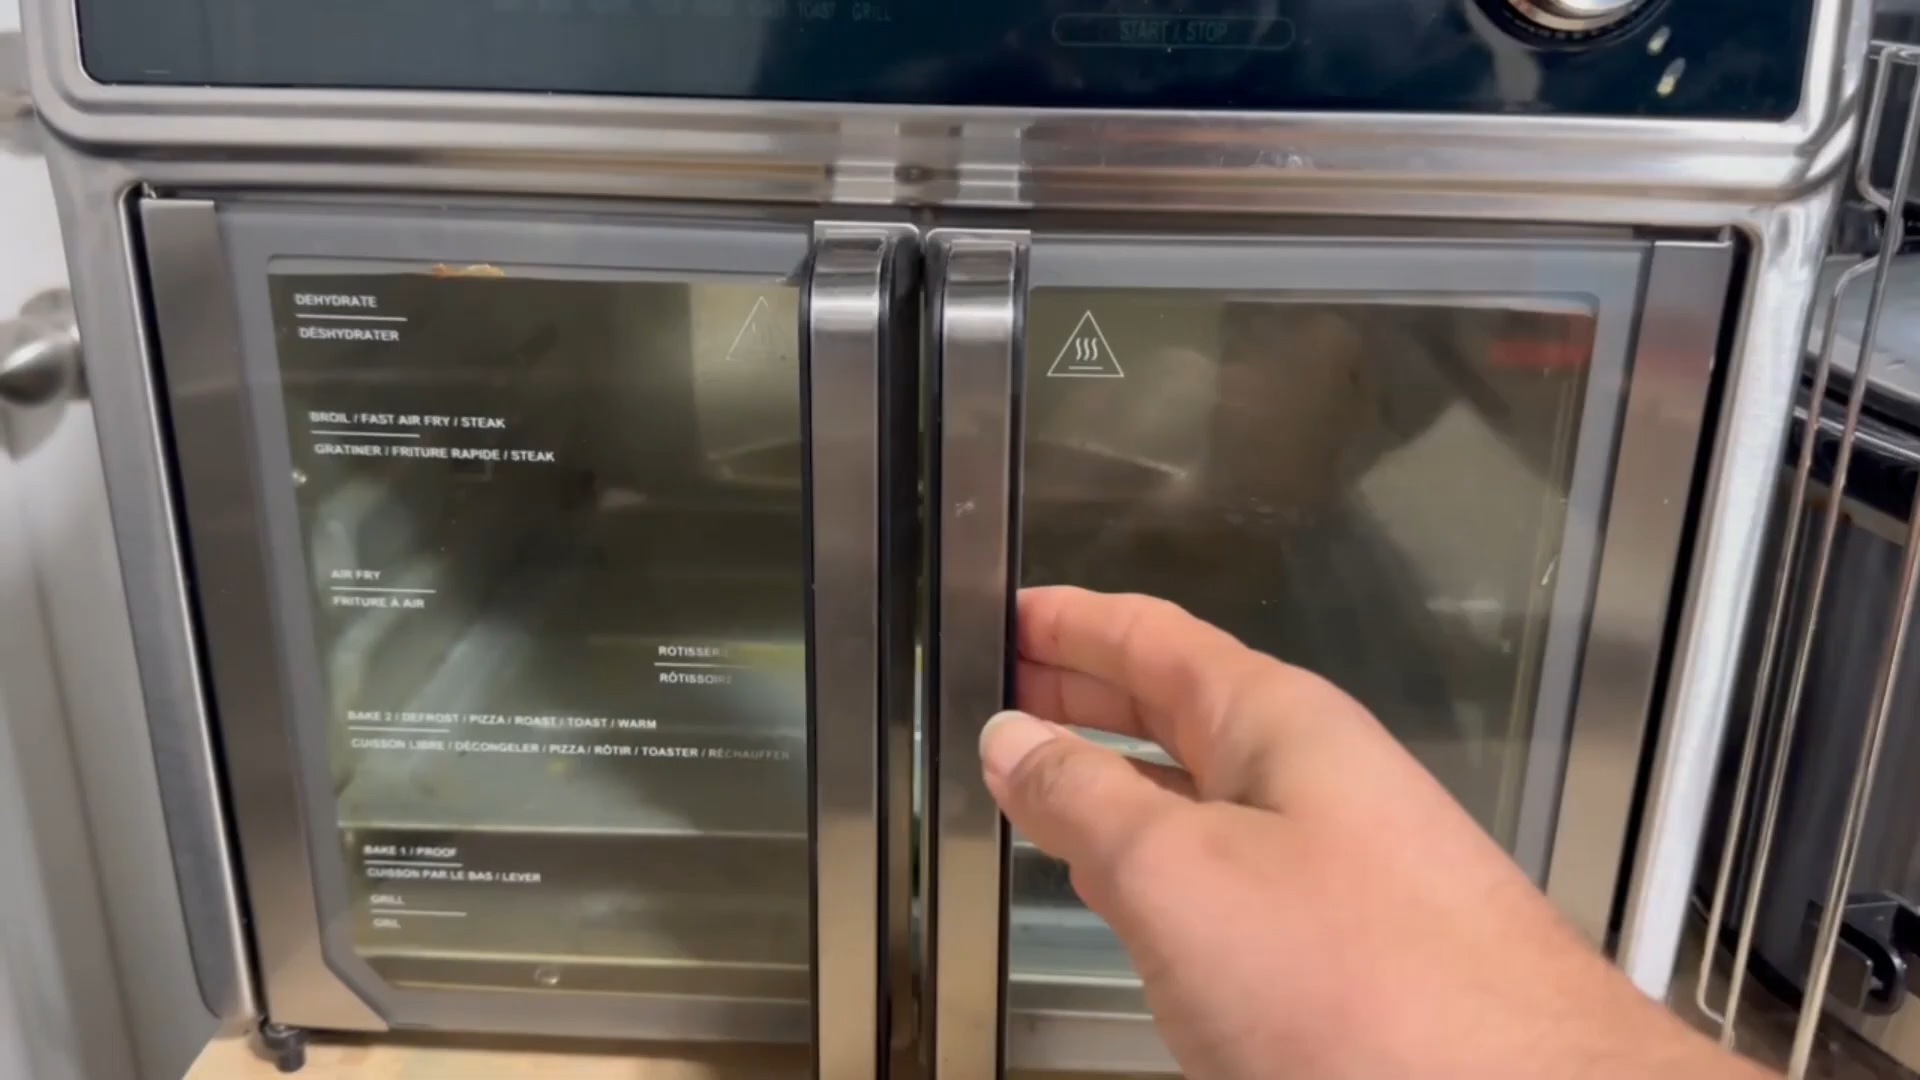 TOAST GRILL
START / STOP
DEHYDRATE
DÉSHYDRATER
BROIL / FAST AIR FRY / STEAK
GRATINER / FRITURE RAPIDE / STEAK
AIR FRY
FRITURE À AIR
ROTISSERIE
RÔTISSOIRE
BAKE 2 / DEFROST / PIZZA / ROAST / TOAST / WARM
CUISSON LIBRE / DÉCONGELER / PIZZA / RÔTIR / TOASTER / RÉCHAUFFER
BAKE 1 / PROOF
CUISSON PAR LE BAS / LEVER
GRILL
GRIL